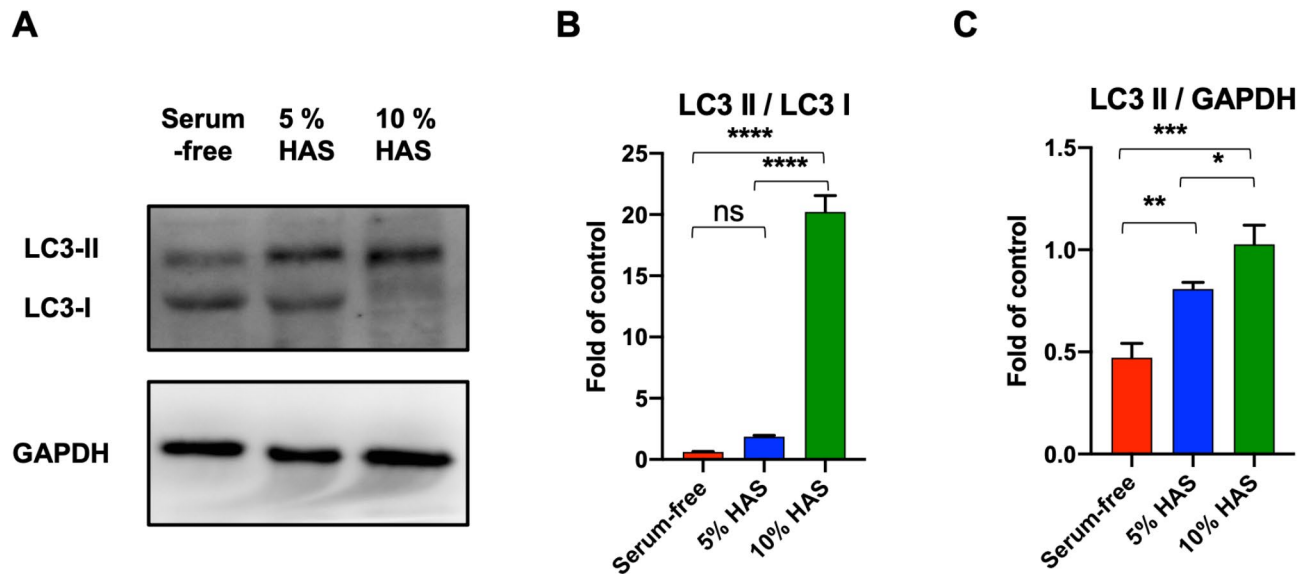 A
Serum
-free
5 %
HAS
10 %
HAS
LC3-II
LC3-I
GAPDH
B
LC3 II / LC3 I
****
****
ns
Fold of control
25
20
15
10
5
0
Serum-free
5% HAS
10% HAS
C
LC3 II / GAPDH
***
*
**
Fold of control
1.5
1.0
0.5
0.0
Serum-free
5% HAS
10% HAS